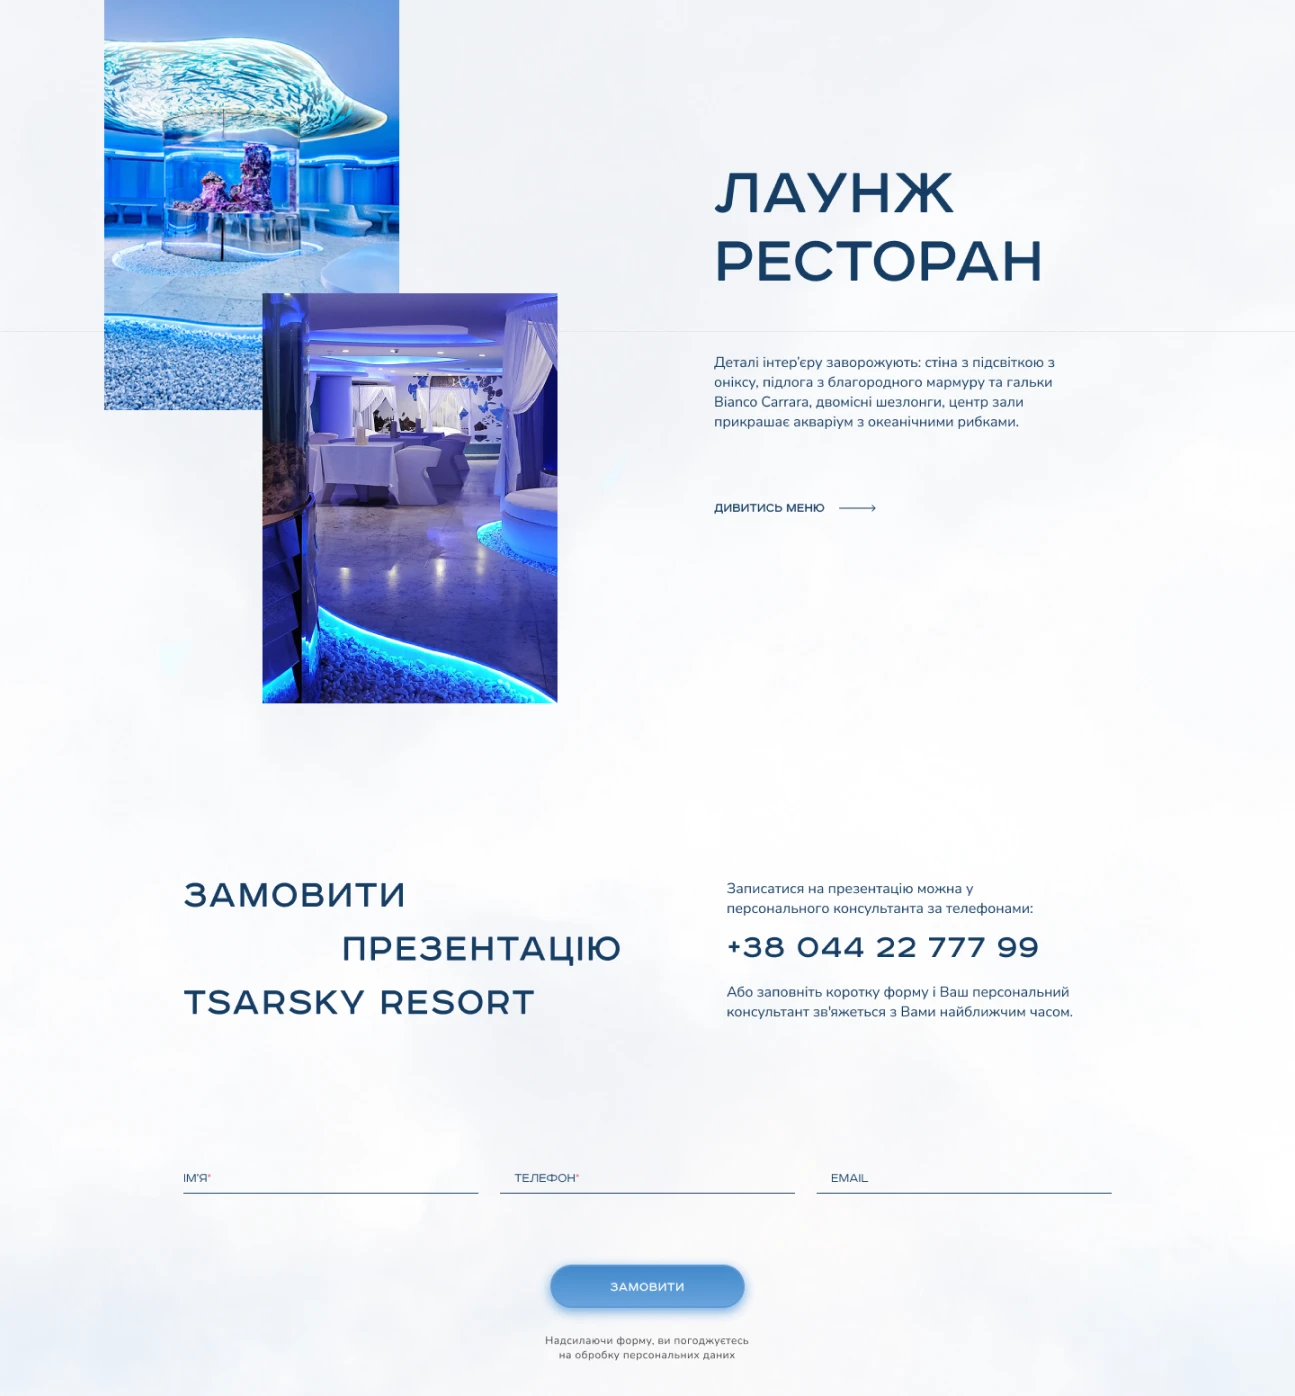 ЛАУНЖ
РЕСТОРАН
Деталі інтер'єру заворожують: стіна з підсвіткою з
оніксу, підлога з благородного мармуру та гальки
Bianco Carrara, двомісні шезлонги, центр зали
прикрашає акваріум з океанічними рибками.
ДИВИТИСЬ МЕНЮ
ЗАМОВИТИ
ПРЕЗЕНТАЦІЮ
TSARSKY RESORT
Записатися на презентацію можна у
персонального консультанта за телефонами:
+38 044 22 777 99
Або заповніть коротку форму і Ваш персональний
консультант зв'яжеться з Вами найближчим часом.
ІМ'Я*
ТЕЛЕФОН*
EMAIL
ЗАМОВИТИ
Надсилаючи форму, ви погоджуєтесь
на обробку персональних даних